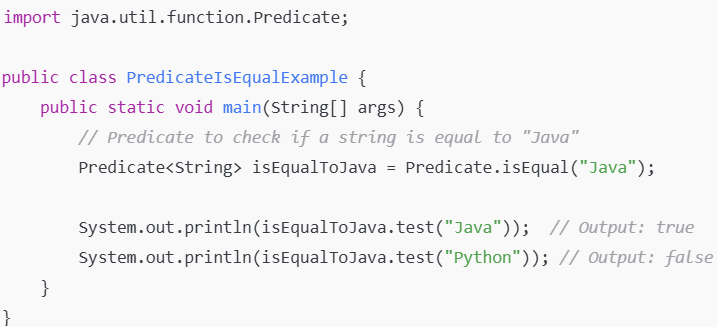 import java.util.function.Predicate;
public class PredicateIsEqualExample {
public static void main(String[] args) {
// Predicate to check if a string is equal to "Java"
Predicate<String> isEqualToJava = Predicate.isEqual("Java");
System.out.println(isEqualToJava.test("Java"));  // Output: true
System.out.println(isEqualToJava.test("Python")); // Output: false
}
}